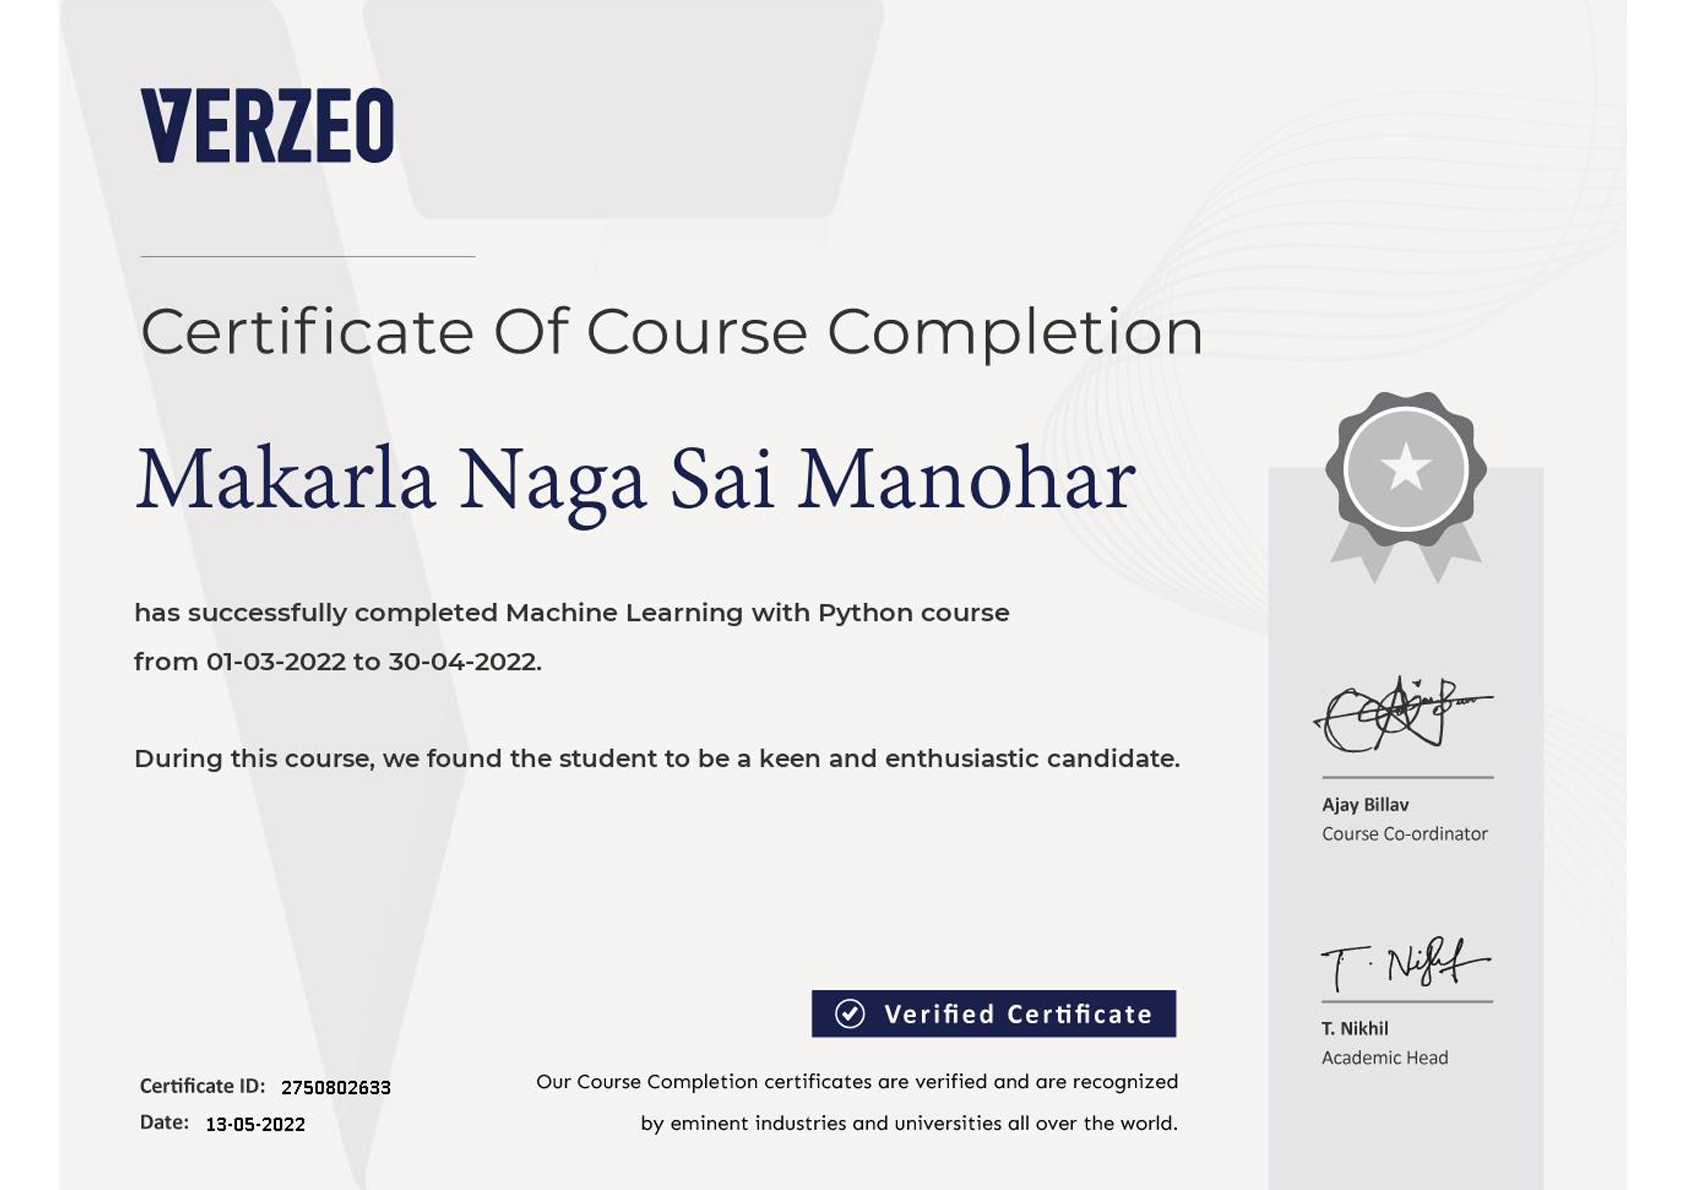 VERZEO
Certificate Of Course Completion
Makarla Naga Sai Manohar
has successfully completed Machine Learning with Python course
from 01-03-2022 to 30-04-2022.
During this course, we found the student to be a keen and enthusiastic candidate.
Ajay Billav
Course Co-ordinator
T. Nikhil
T. Nikhil
Academic Head
Verified Certificate
Our Course Completion certificates are verified and are recognized
by eminent industries and universities all over the world.
Certificate ID: 2750802633
Date: 13-05-2022